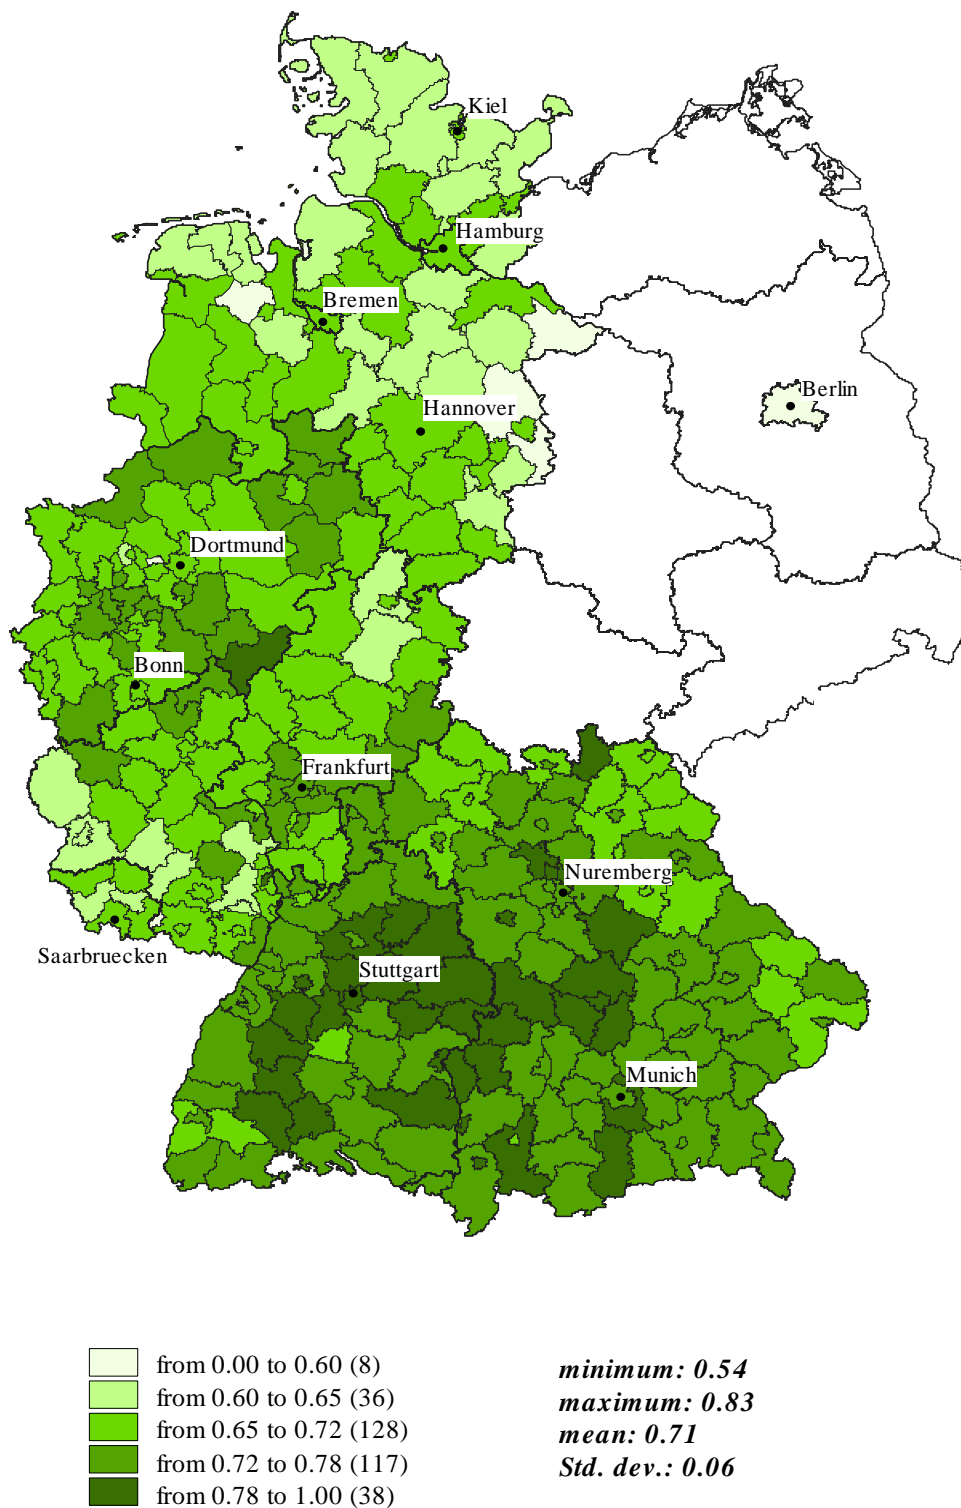 Kiel
Hamburg
Bremen
Berlin
Hannover
Dortmund
Bonn
Frankfurt
Nuremberg
Saarbruecken
Stuttgart
Munich
from 0.00 to 0.60 (8)
from 0.60 to 0.65 (36)
from 0.65 to 0.72 (128)
from 0.72 to 0.78 (117)
from 0.78 to 1.00 (38)
minimum: 0.54
maximum: 0.83
mean: 0.71
Std. dev.: 0.06